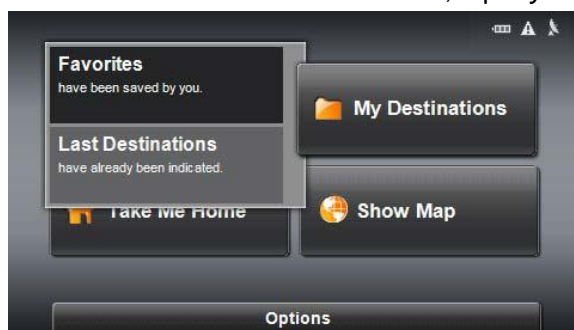 Favorites
have been saved by you.
My Destinations
Last Destinations
have already been indicated.
Take Me Home
Show Map
Options